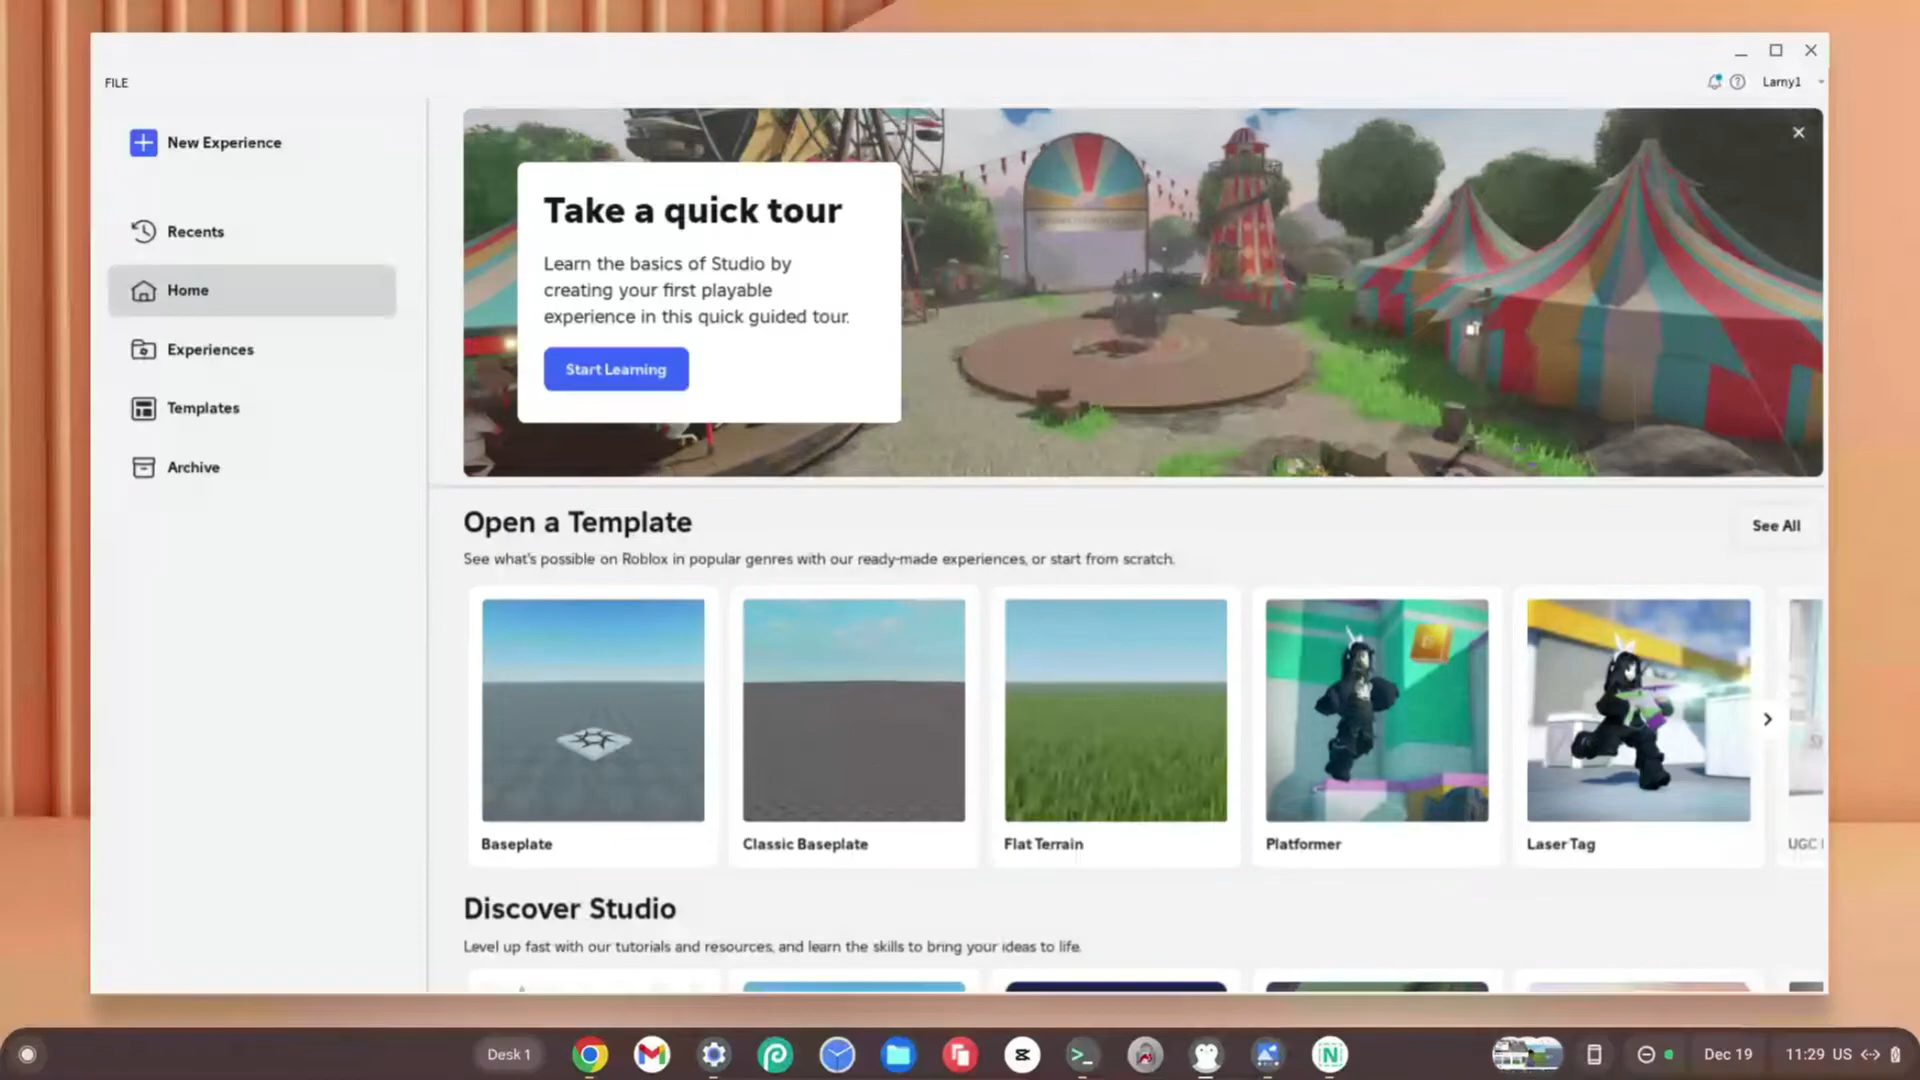 FILE
Larny1
New Experience
Recents
Home
Experiences
Templates
Archive
Take a quick tour
Learn the basics of Studio by
creating your first playable
experience in this quick guided tour.
Start Learning
Open a Template
See All
See what's possible on Roblox in popular genres with our ready-made experiences, or start from scratch.
Baseplate
Classic Baseplate
Flat Terrain
Platformer
Laser Tag
UGC
Discover Studio
Level up fast with our tutorials and resources, and learn the skills to bring your ideas to life.
Desk 1
Dec 19
11:29 US